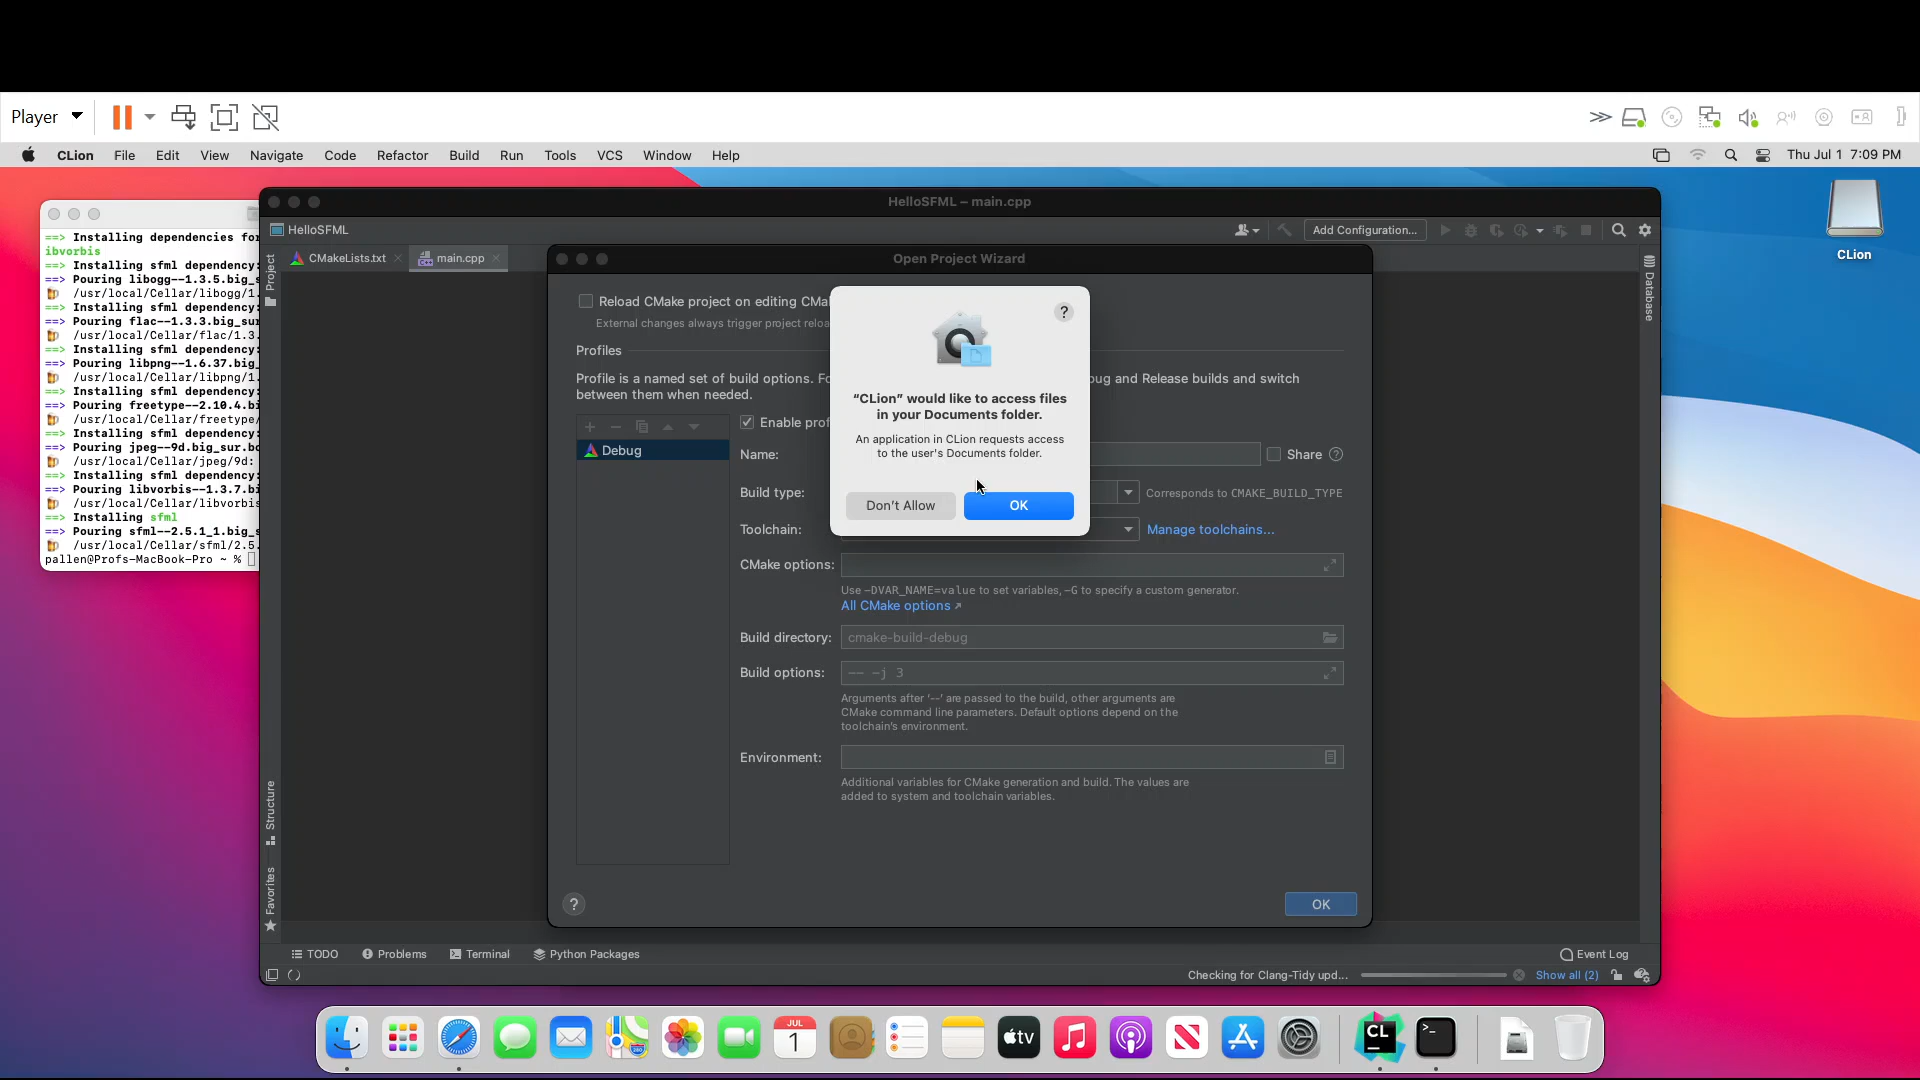 Player
CLion File Edit View Navigate Code Refactor Build Run Tools VCS Window Help
Thu Jul 1 7:09 PM
==> Installing dependencies for
ibvorbis
==> Installing sfml dependency:
==> Pouring libogg--1.3.5.big_s
/usr/local/Cellar/libogg/1.
==> Installing sfml dependency:
==> Pouring flac--1.3.3.big_sur
/usr/local/Cellar/flac/1.3.
==> Installing sfml dependency:
==> Pouring libpng--1.6.37.big_
/usr/local/Cellar/libpng/1.
==> Installing sfml dependency:
==> Pouring freetype--2.10.4.bi
/usr/local/Cellar/freetype/
==> Installing sfml dependency:
==> Pouring jpeg--9d.big_sur.bo
/usr/local/Cellar/jpeg/9d:
==> Installing sfml dependency:
==> Pouring libvorbis--1.3.7.bi
/usr/local/Cellar/libvorbis
==> Installing sfml
==> Pouring sfml--2.5.1_1.big_s
/usr/local/Cellar/sfml/2.5.
pallen@Profs-MacBook-Pro ~ %
HelloSFML – main.cpp
HelloSFML
Add Configuration...
CMakeLists.txt
main.cpp
Project
Structure
Favorites
Database
Open Project Wizard
Reload CMake project on editing CMa
External changes always trigger project reloa
Profiles
Profile is a named set of build options. Fo
bug and Release builds and switch
between them when needed.
Debug
Enable prof
Name:
Share
Build type:
Corresponds to CMAKE_BUILD_TYPE
Toolchain:
Manage toolchains...
CMake options:
Use -DVAR_NAME=value to set variables, -G to specify a custom generator.
All CMake options ↗
Build directory: cmake-build-debug
Build options: -- -j 3
Arguments after '--' are passed to the build, other arguments are
CMake command line parameters. Default options depend on the
toolchain's environment.
Environment:
Additional variables for CMake generation and build. The values are
added to system and toolchain variables.
?
OK
?
“CLion” would like to access files
in your Documents folder.
An application in CLion requests access
to the user's Documents folder.
Don't Allow
OK
TODO Problems Terminal Python Packages
Event Log
Checking for Clang-Tidy upd...
Show all (2)
CLion
JUL
1
tv
CL